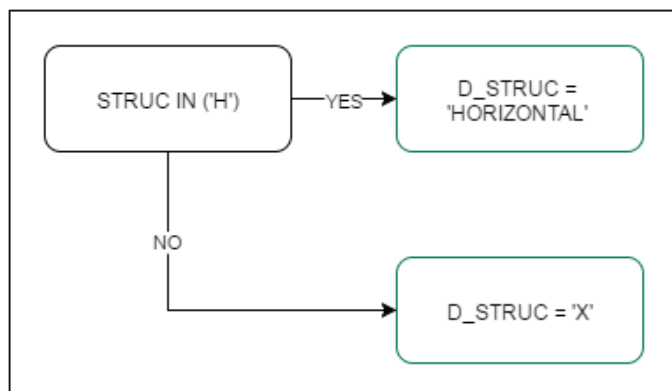 STRUC IN ('H')
YES
D_STRUC =
'HORIZONTAL'
NO
D_STRUC = 'X'